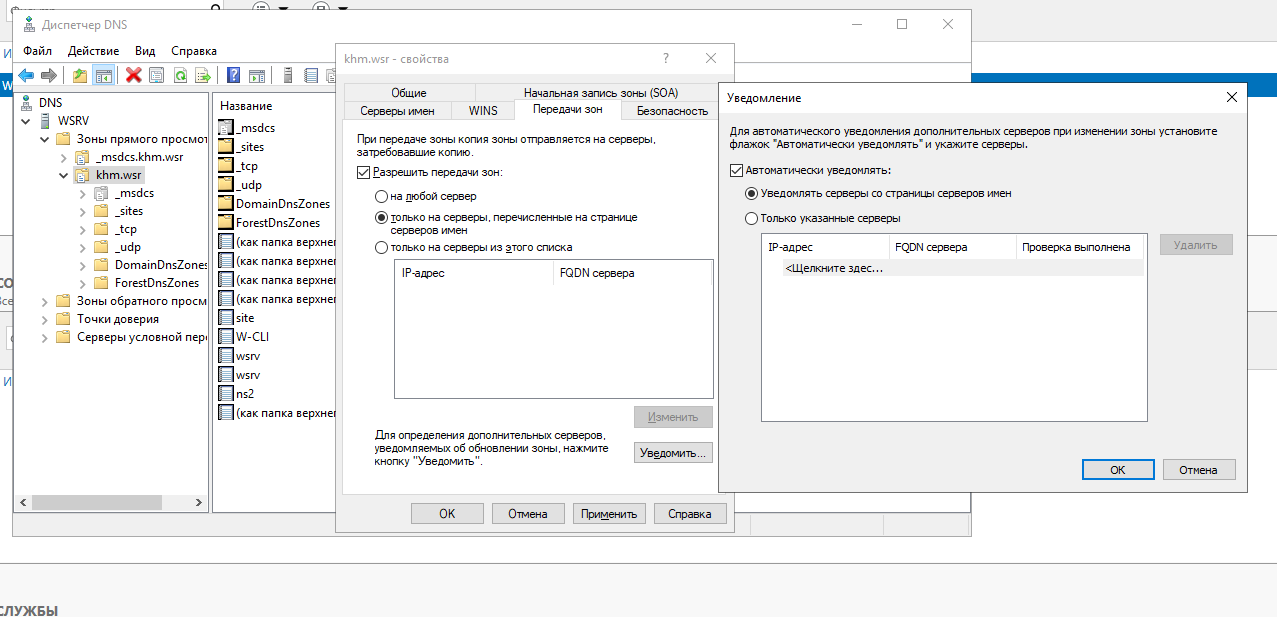 Диспетчер DNS
Файл Действие Вид Справка
DNS
WSRV
Зоны прямого просмот
_msdcs.khm.wsr
khm.wsr
_msdcs
_sites
_tcp
_udp
DomainDnsZones
ForestDnsZones
Зоны обратного просм
Точки доверия
Серверы условной пер
Название
_msdcs
_sites
_tcp
_udp
DomainDnsZones
ForestDnsZones
(как папка верхнег
(как папка верхнег
(как папка верхнег
(как папка верхнег
site
W-CLI
wsrv
wsrv
ns2
(как папка верхнег
khm.wsr - свойства
Общие Начальная запись зоны (SOA)
Серверы имен WINS Передачи зон Безопасность
При передаче зоны копия зоны отправляется на серверы,
затребовавшие копию.
Разрешить передачи зон:
на любой сервер
только на серверы, перечисленные на странице
серверов имен
только на серверы из этого списка
IP-адрес FQDN сервера
Изменить
Для определения дополнительных серверов,
уведомляемых об обновлении зоны, нажмите
кнопку "Уведомить".
Уведомить...
OK Отмена Применить Справка
Уведомление
Для автоматического уведомления дополнительных серверов при изменении зоны установите
флажок "Автоматически уведомлять" и укажите серверы.
Автоматически уведомлять:
Уведомлять серверы со страницы серверов имен
Только указанные серверы
IP-адрес FQDN сервера Проверка выполнена
Удалить
<Щелкните здес...
OK Отмена
СЛУЖБЫ